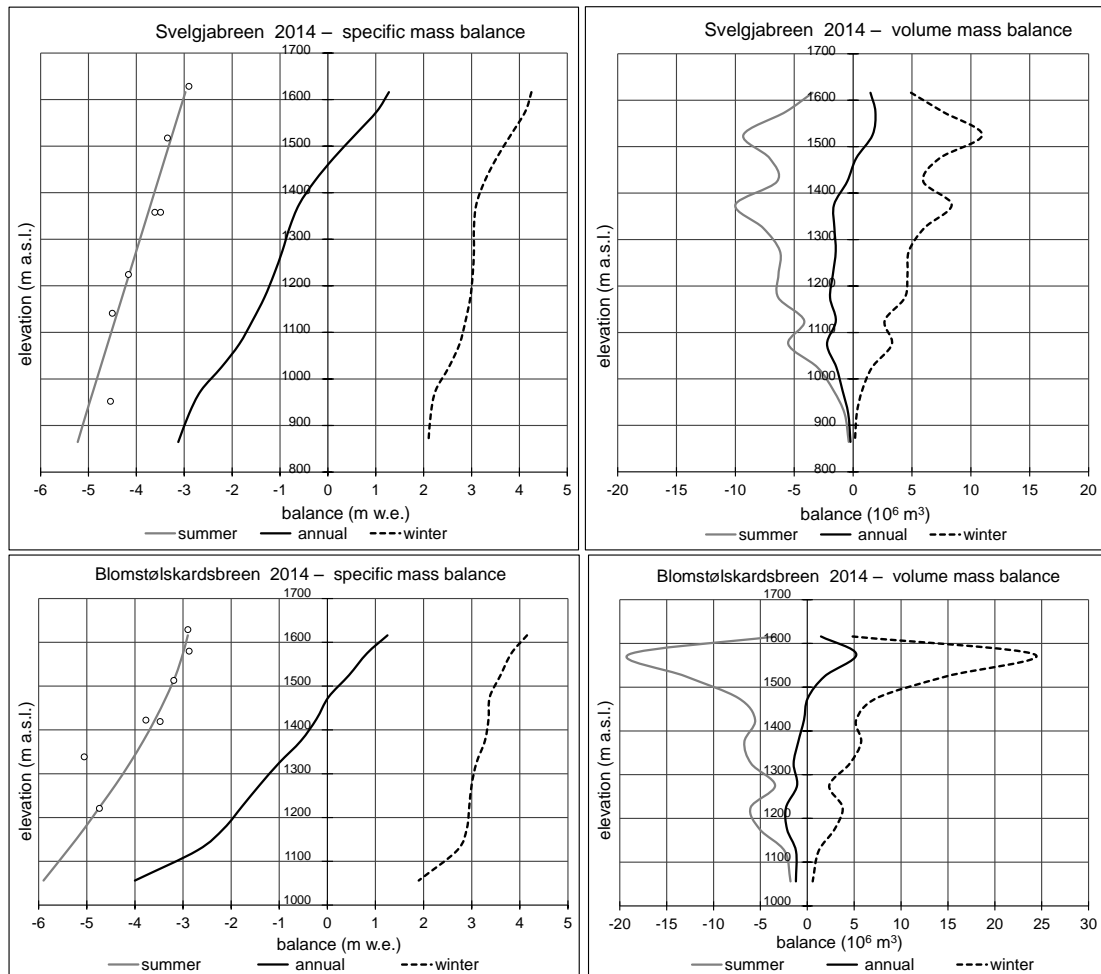 Svelgjabreen 2014 – specific mass balance
1700
1600
1500
1400
1300
1200
1100
1000
900
800
elevation (m a.s.l.)
-6 -5 -4 -3 -2 -1 0 1 2 3 4 5
balance (m w.e.)
summer annual winter
Svelgjabreen 2014 – volume mass balance
1700
1600
1500
1400
1300
1200
1100
1000
900
800
elevation (m a.s.l.)
-20 -15 -10 -5 0 5 10 15 20
balance (10⁶ m³)
summer annual winter
Blomstølskardsbreen 2014 – specific mass balance
1700
1600
1500
1400
1300
1200
1100
1000
elevation (m a.s.l.)
-6 -5 -4 -3 -2 -1 0 1 2 3 4 5
balance (m w.e.)
summer annual winter
Blomstølskardsbreen 2014 – volume mass balance
1700
1600
1500
1400
1300
1200
1100
1000
elevation (m a.s.l.)
-20 -15 -10 -5 0 5 10 15 20 25 30
balance (10⁶ m³)
summer annual winter